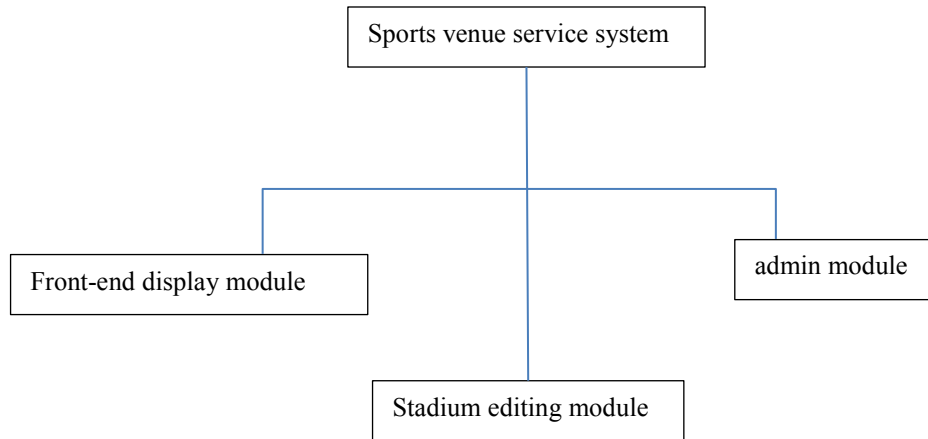 Sports venue service system
Front-end display module
admin module
Stadium editing module